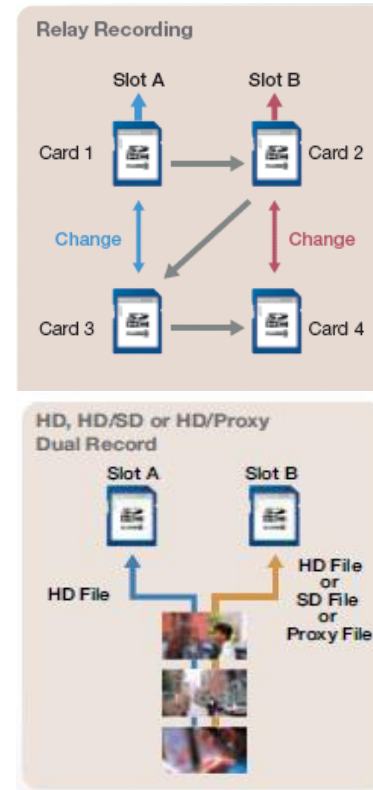 Relay Recording
Slot A
Slot B
Card 1
Card 2
Change
Change
Card 3
Card 4
HD, HD/SD or HD/Proxy
Dual Record
Slot A
Slot B
HD File
HD File
or
SD File
or
Proxy File